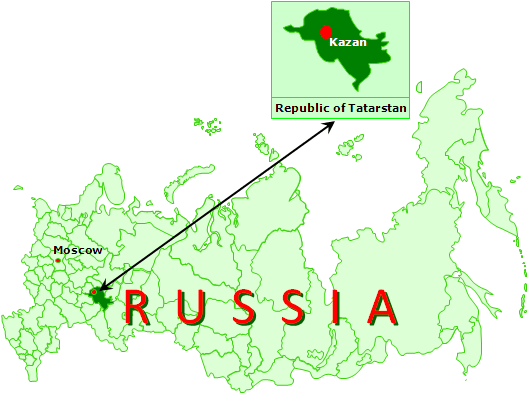 Kazan
Republic of Tatarstan
Moscow
RUSSIA